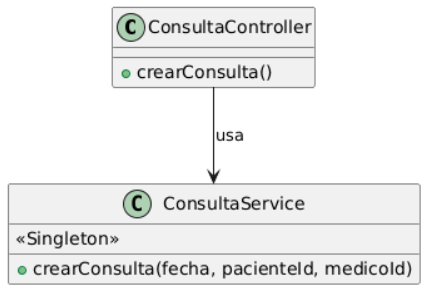 C ConsultaController
crearConsulta()
usa
C ConsultaService
«Singleton»
crearConsulta(fecha, pacienteId, medicoId)